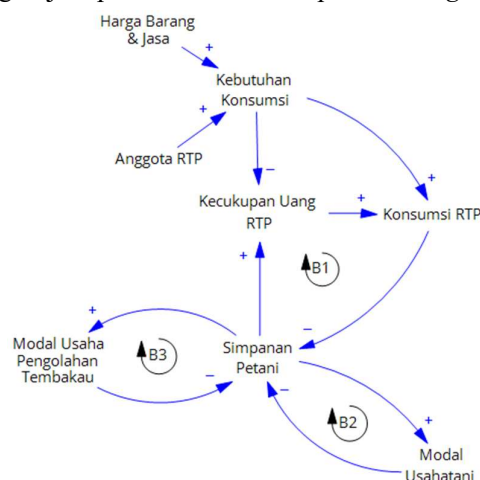 Harga Barang
& Jasa
+
Kebutuhan
Konsumsi
+
Anggota RTP
–
+
Kecukupan Uang
RTP
+
Konsumsi RTP
+
B1
–
+
Modal Usaha
Pengolahan
Tembakau
B3
–
Simpanan
Petani
–
B2
+
Modal
Usahatani